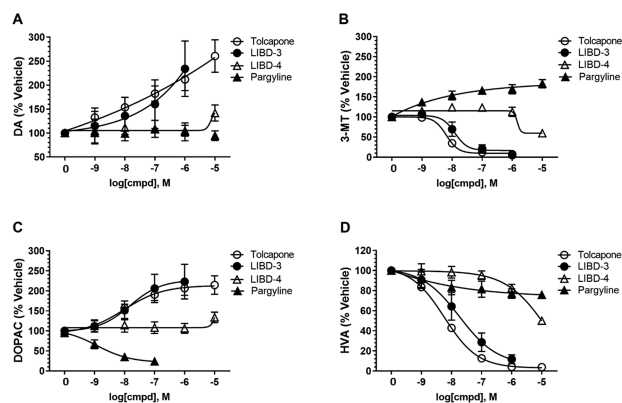 A
DA (% Vehicle)
300
250
200
150
100
50
0 -9 -8 -7 -6 -5
log[cmpd], M
Tolcapone
LIBD-3
LIBD-4
Pargyline
B
3-MT (% Vehicle)
300
250
200
150
100
50
0
0 -9 -8 -7 -6 -5
log[cmpd], M
Tolcapone
LIBD-3
LIBD-4
Pargyline
C
DOPAC (% Vehicle)
300
250
200
150
100
50
0
0 -9 -8 -7 -6 -5
log[cmpd], M
Tolcapone
LIBD-3
LIBD-4
Pargyline
D
HVA (% Vehicle)
120
100
80
60
40
20
0
0 -9 -8 -7 -6 -5
log[cmpd], M
Tolcapone
LIBD-3
LIBD-4
Pargyline